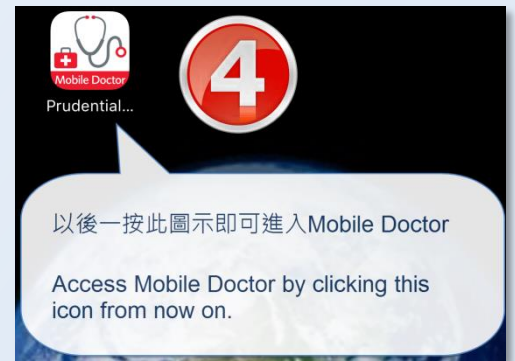 Mobile Doctor
Prudential...
4
以後一按此圖示即可進入Mobile Doctor
Access Mobile Doctor by clicking this
icon from now on.